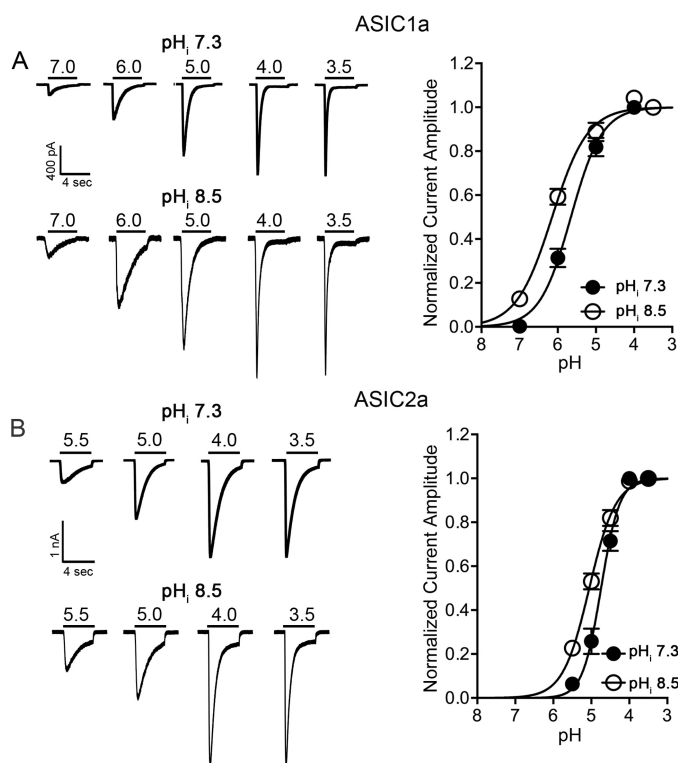 ASIC1a
A
pHi 7.3
7.0 6.0 5.0 4.0 3.5
400 pA
4 sec
pHi 8.5
7.0 6.0 5.0 4.0 3.5
Normalized Current Amplitude
1.2
1.0
0.8
0.6
0.4
0.2
0.0
pHi 7.3
pHi 8.5
8 7 6 5 4 3
pH
ASIC2a
B
pHi 7.3
5.5 5.0 4.0 3.5
1 nA
4 sec
pHi 8.5
5.5 5.0 4.0 3.5
Normalized Current Amplitude
1.2
1.0
0.8
0.6
0.4
0.2
0.0
pHi 7.3
pHi 8.5
8 7 6 5 4 3
pH